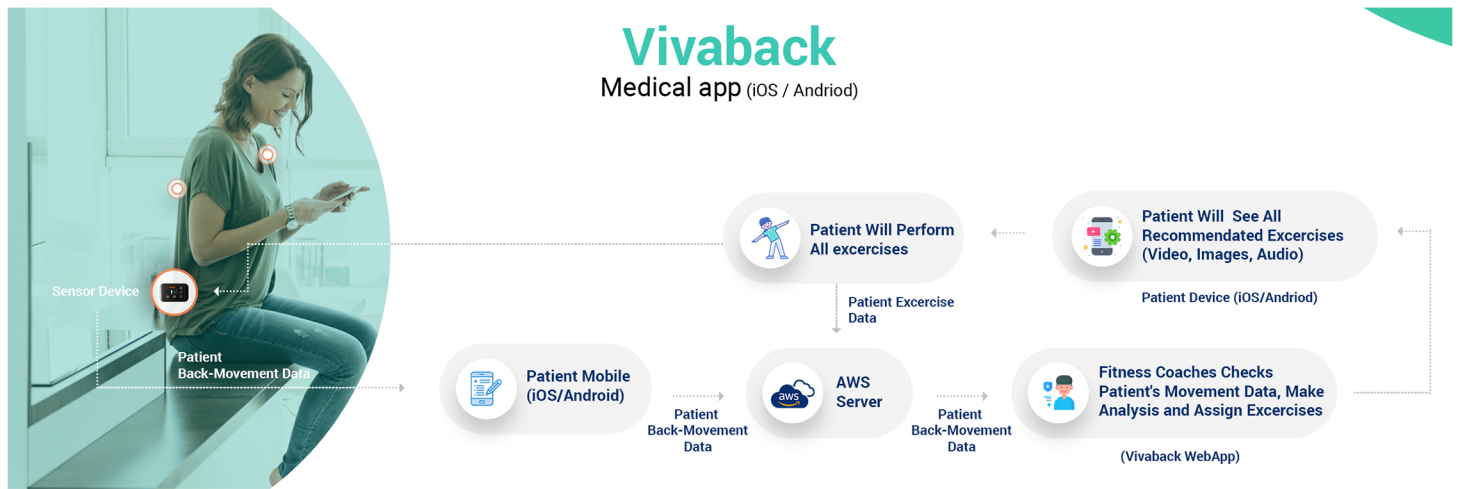 Vivaback
Medical app (iOS / Andriod)
Patient Will Perform
All excercises
Patient Will See All
Recommendated Excercises
(Video, Images, Audio)
Patient Device (iOS/Andriod)
Sensor Device
Patient Excercise
Data
Patient
Back-Movement Data
Patient Mobile
(iOS/Android)
Patient
Back-Movement
Data
aws
AWS
Server
Patient
Back-Movement
Data
Fitness Coaches Checks
Patient's Movement Data, Make
Analysis and Assign Excercises
(Vivaback WebApp)